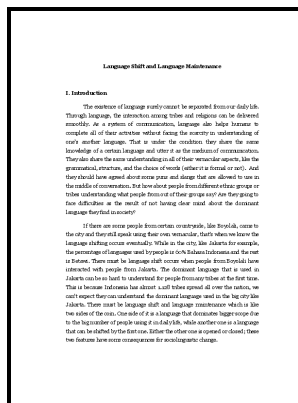 Language Shift and Language Maintenance
I. Introduction
The existence of language surely cannot be separated from our daily life.
Through language, the interaction among tribes and religions can be delivered
smoothly. As a system of communication, language also helps humans to
complete all of their activities without facing the scarcity in understanding of
one's another language. That is under the condition they share the same
knowledge of a certain language and utter it as the medium of communication.
They also share the same understanding in all of their vernacular aspects, like the
grammatical, structure, and the choice of words (either it is formal or not). And
they should have agreed about some puns and slangs that are allowed to use in
the middle of conversation. But how about people from different ethnic groups or
tribes understanding what people from out of their groups say? Are they going to
face difficulties as the result of not having clear mind about the dominant
language they find in society?
If there are some people from certain countryside, like Boyolali, came to
the city and they still speak using their own vernacular, that's when we know the
language shifting occurs eventually. While in the city, like Jakarta for example,
the percentage of languages used by people is 60% Bahasa Indonesia and the rest
is Betawi. There must be language shift occurs when people from Boyolali have
interacted with people from Jakarta. The dominant language that is used in
Jakarta can be so hard to understand for people from any tribes at the first time.
This is because Indonesia has almost 1.128 tribes spread all over the nation, we
can't expect they can understand the dominant language used in the big city like
Jakarta. There must be language shift and language maintenance which is like
two sides of the coin. One side of it is a language that dominates bigger scope due
to the big number of people using it in daily life, while another one is a language
that can be shifted by the first one. Either the other one is opened or closed; these
two features have some consequences for sociolinguistic change.